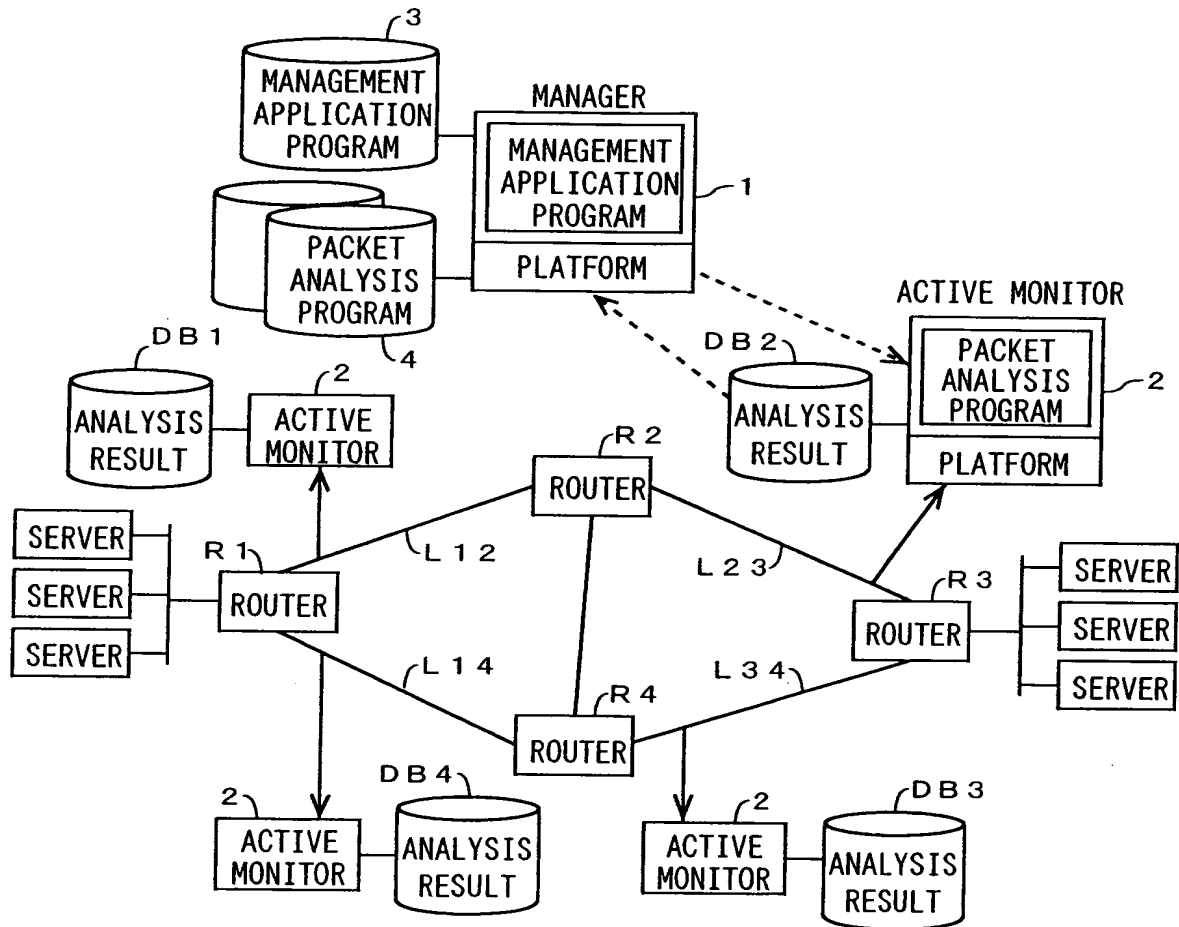 3
MANAGEMENT
APPLICATION
PROGRAM
MANAGER
MANAGEMENT
APPLICATION
PROGRAM
1
PLATFORM
PACKET
ANALYSIS
PROGRAM
4
ACTIVE MONITOR
PACKET
ANALYSIS
PROGRAM
2
PLATFORM
DB2
ANALYSIS
RESULT
DB1
ANALYSIS
RESULT
2
ACTIVE
MONITOR
R2
ROUTER
SERVER
SERVER
SERVER
R1
ROUTER
L12
L23
R3
ROUTER
SERVER
SERVER
SERVER
L14
L34
R4
ROUTER
2
ACTIVE
MONITOR
DB4
ANALYSIS
RESULT
2
ACTIVE
MONITOR
DB3
ANALYSIS
RESULT